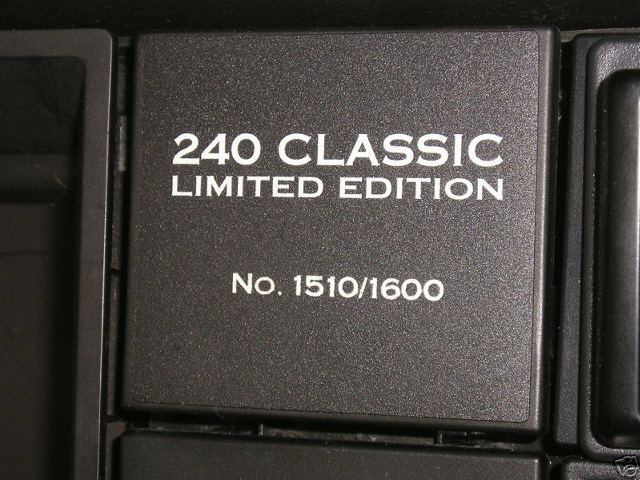 240 CLASSIC
LIMITED EDITION
No. 1510/1600